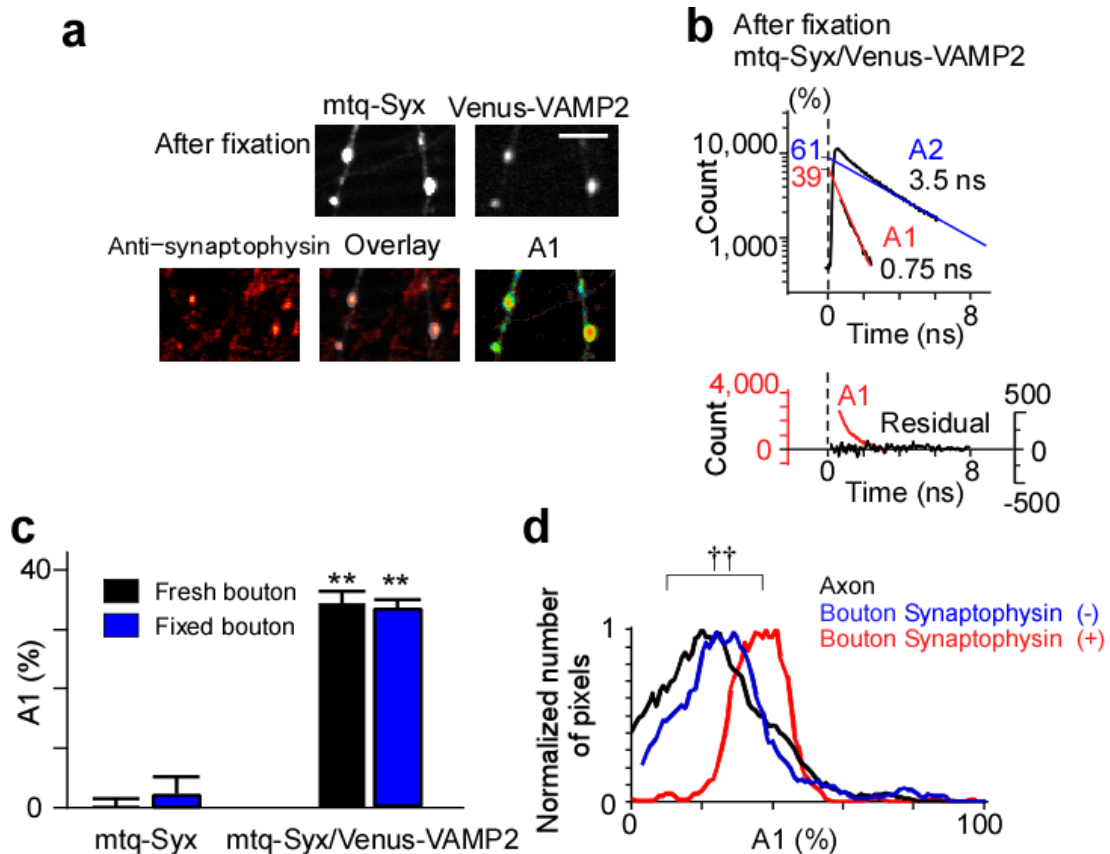 a
mtq-Syx
Venus-VAMP2
After fixation
Anti-synaptophysin
Overlay
A1
b
After fixation
mtq-Syx/Venus-VAMP2
(%)
10,000
61
39
1,000
Count
A2
3.5 ns
A1
0.75 ns
0
8
Time (ns)
4,000
0
Count
A1
Residual
500
0
-500
0
8
Time (ns)
c
40
0
A1 (%)
Fresh bouton
Fixed bouton
**
**
mtq-Syx
mtq-Syx/Venus-VAMP2
d
††
Axon
Bouton Synaptophysin (-)
Bouton Synaptophysin (+)
Normalized number
of pixels
1
0
0
100
A1 (%)